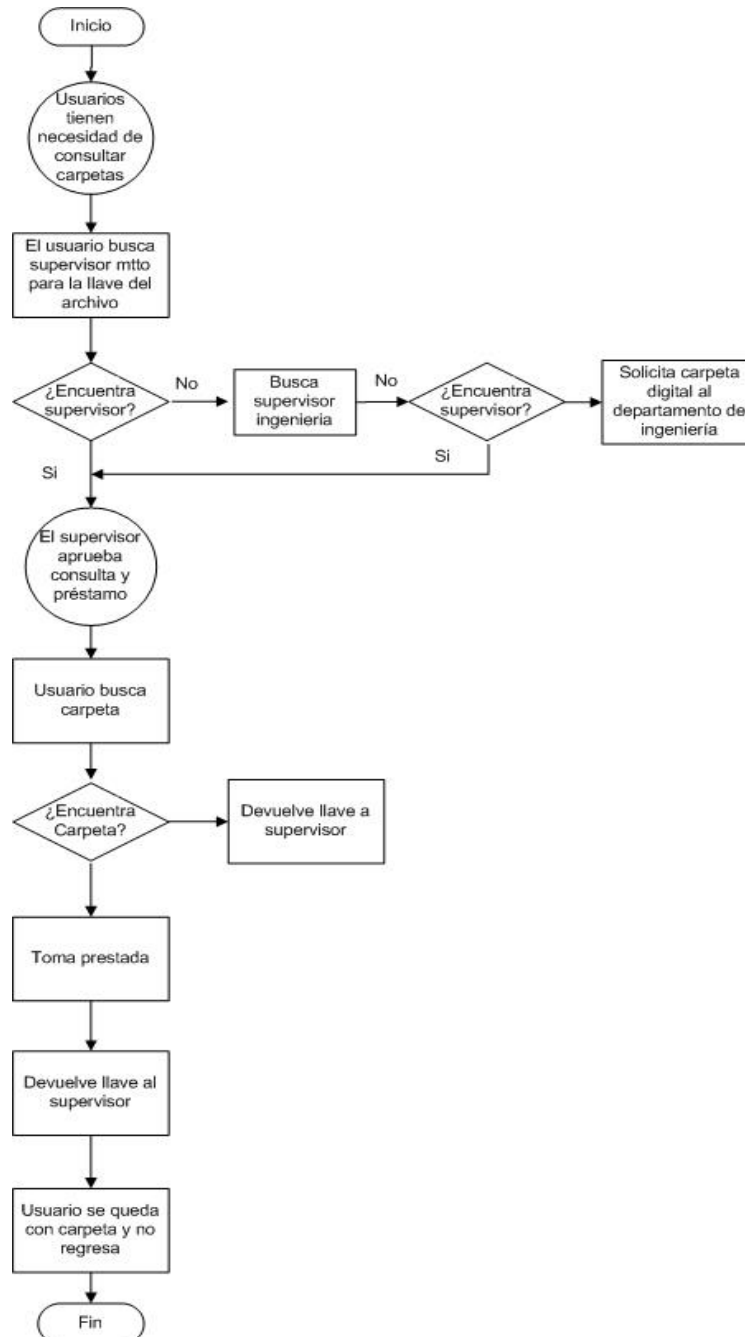 Inicio
Usuarios
tienen
necesidad de
consultar
carpetas
El usuario busca
supervisor mtto
para la llave del
archivo
¿Encuentra
supervisor?
No
Busca
supervisor
ingenieria
No
¿Encuentra
supervisor?
Solicita carpeta
digital al
departamento de
ingeniería
Si
Si
El supervisor
aprueba
consulta y
préstamo
Usuario busca
carpeta
¿Encuentra
Carpeta?
Devuelve llave a
supervisor
Toma prestada
Devuelve llave al
supervisor
Usuario se queda
con carpeta y no
regresa
Fin